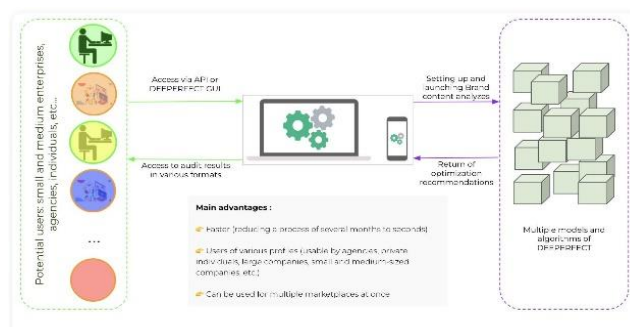 Potential users: small and medium enterprises,
agencies, individuals, etc...
...
Access via API or
DEEPERFECT GUI
Access to audit results
in various formats
Setting up and
launching Brand
content analyzes
Return of
optimization
recommendations
Multiple models and
algorithms of
DEEPERFECT
Main advantages :
👉 Faster (reducing a process of several months to seconds)
👉 Users of various profiles (usable by agencies, private
individuals, large companies, small and medium-sized
companies, etc.)
👉 Can be used for multiple marketplaces at once